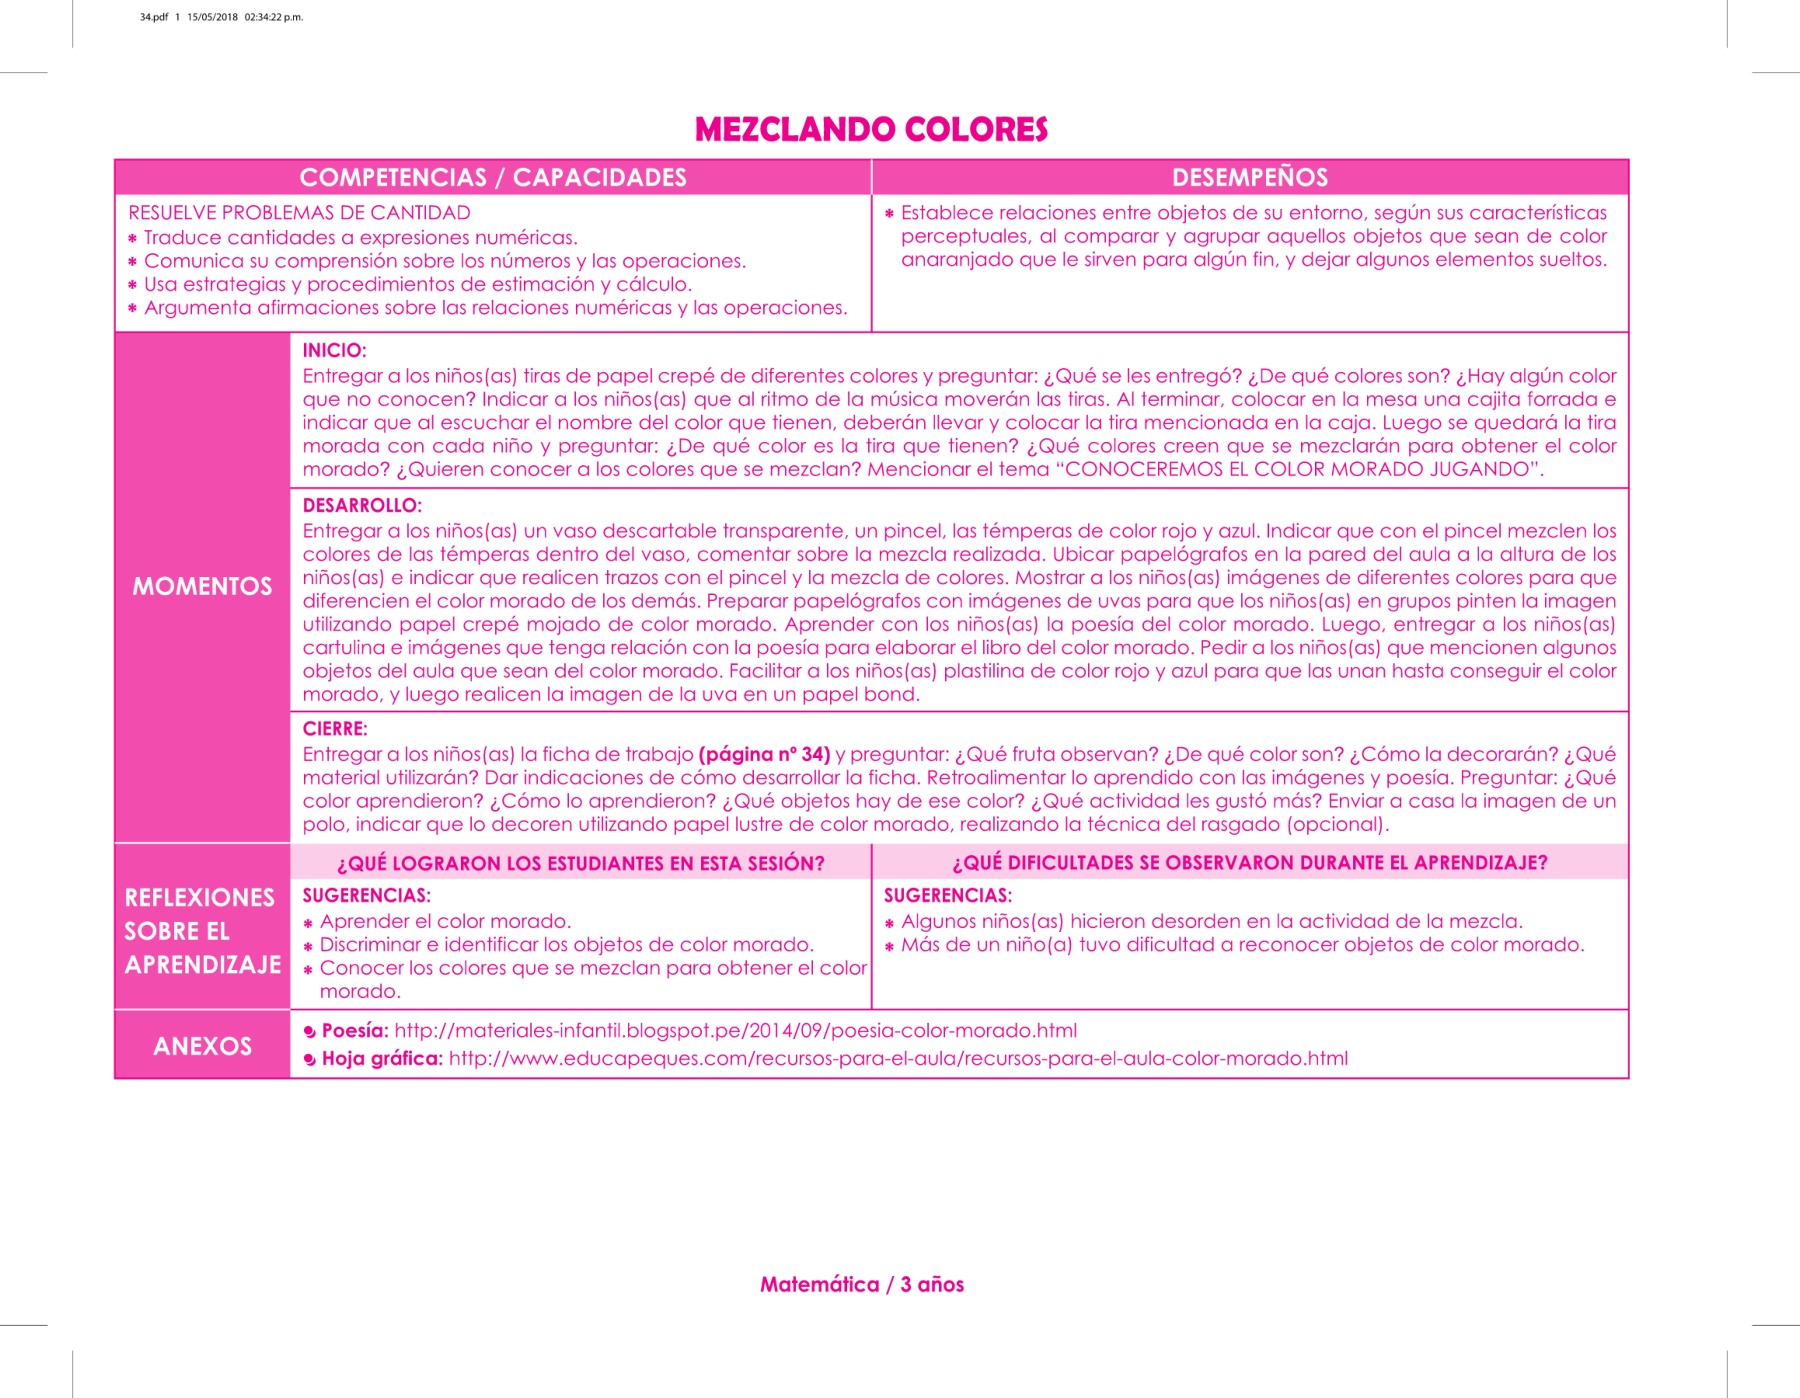 34.pdf 1 15/05/2018 02:34:22 p.m.
MEZCLANDO COLORES
COMPETENCIAS / CAPACIDADES
DESEMPEÑOS
RESUELVE PROBLEMAS DE CANTIDAD
* Traduce cantidades a expresiones numéricas.
* Comunica su comprensión sobre los números y las operaciones.
* Usa estrategias y procedimientos de estimación y cálculo.
* Argumenta afirmaciones sobre las relaciones numéricas y las operaciones.
* Establece relaciones entre objetos de su entorno, según sus características
perceptuales, al comparar y agrupar aquellos objetos que sean de color
anaranjado que le sirven para algún fin, y dejar algunos elementos sueltos.
MOMENTOS
INICIO:
Entregar a los niños(as) tiras de papel crepé de diferentes colores y preguntar: ¿Qué se les entregó? ¿De qué colores son? ¿Hay algún color
que no conocen? Indicar a los niños(as) que al ritmo de la música moverán las tiras. Al terminar, colocar en la mesa una cajita forrada e
indicar que al escuchar el nombre del color que tienen, deberán llevar y colocar la tira mencionada en la caja. Luego se quedará la tira
morada con cada niño y preguntar: ¿De qué color es la tira que tienen? ¿Qué colores creen que se mezclarán para obtener el color
morado? ¿Quieren conocer a los colores que se mezclan? Mencionar el tema “CONOCEREMOS EL COLOR MORADO JUGANDO”.
DESARROLLO:
Entregar a los niños(as) un vaso descartable transparente, un pincel, las témperas de color rojo y azul. Indicar que con el pincel mezclen los
colores de las témperas dentro del vaso, comentar sobre la mezcla realizada. Ubicar papelógrafos en la pared del aula a la altura de los
niños(as) e indicar que realicen trazos con el pincel y la mezcla de colores. Mostrar a los niños(as) imágenes de diferentes colores para que
diferencien el color morado de los demás. Preparar papelógrafos con imágenes de uvas para que los niños(as) en grupos pinten la imagen
utilizando papel crepé mojado de color morado. Aprender con los niños(as) la poesía del color morado. Luego, entregar a los niños(as)
cartulina e imágenes que tenga relación con la poesía para elaborar el libro del color morado. Pedir a los niños(as) que mencionen algunos
objetos del aula que sean del color morado. Facilitar a los niños(as) plastilina de color rojo y azul para que las unan hasta conseguir el color
morado, y luego realicen la imagen de la uva en un papel bond.
CIERRE:
Entregar a los niños(as) la ficha de trabajo (página nº 34) y preguntar: ¿Qué fruta observan? ¿De qué color son? ¿Cómo la decorarán? ¿Qué
material utilizarán? Dar indicaciones de cómo desarrollar la ficha. Retroalimentar lo aprendido con las imágenes y poesía. Preguntar: ¿Qué
color aprendieron? ¿Cómo lo aprendieron? ¿Qué objetos hay de ese color? ¿Qué actividad les gustó más? Enviar a casa la imagen de un
polo, indicar que lo decoren utilizando papel lustre de color morado, realizando la técnica del rasgado (opcional).
REFLEXIONES
SOBRE EL
APRENDIZAJE
¿QUÉ LOGRARON LOS ESTUDIANTES EN ESTA SESIÓN?
SUGERENCIAS:
* Aprender el color morado.
* Discriminar e identificar los objetos de color morado.
* Conocer los colores que se mezclan para obtener el color
morado.
¿QUÉ DIFICULTADES SE OBSERVARON DURANTE EL APRENDIZAJE?
SUGERENCIAS:
* Algunos niños(as) hicieron desorden en la actividad de la mezcla.
* Más de un niño(a) tuvo dificultad a reconocer objetos de color morado.
ANEXOS
Poesía: http://materiales-infantil.blogspot.pe/2014/09/poesia-color-morado.html
Hoja gráfica: http://www.educapeques.com/recursos-para-el-aula/recursos-para-el-aula-color-morado.html
Matemática / 3 años